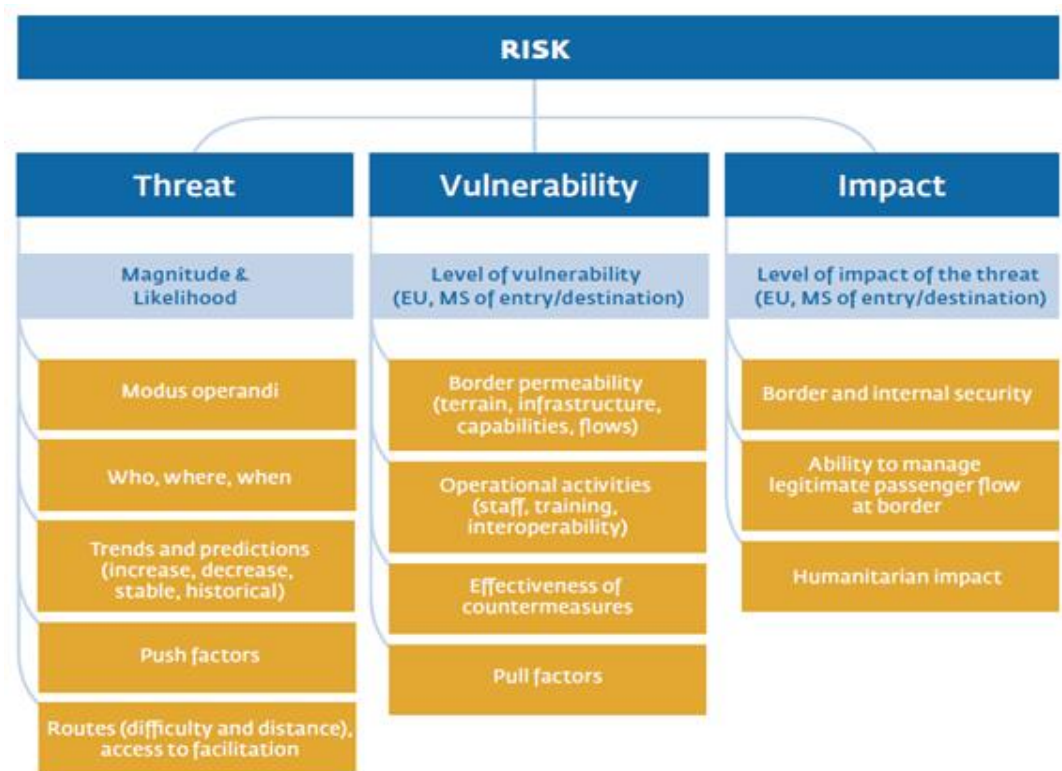 RISK
Threat
Vulnerability
Impact
Magnitude &
Likelihood
Level of vulnerability
(EU, MS of entry/destination)
Level of impact of the threat
(EU, MS of entry/destination)
Modus operandi
Who, where, when
Trends and predictions
(increase, decrease,
stable, historical)
Push factors
Routes (difficulty and distance),
access to facilitation
Border permeability
(terrain, infrastructure,
capabilities, flows)
Operational activities
(staff, training,
interoperability)
Effectiveness of
countermeasures
Pull factors
Border and internal security
Ability to manage
legitimate passenger flow
at border
Humanitarian impact